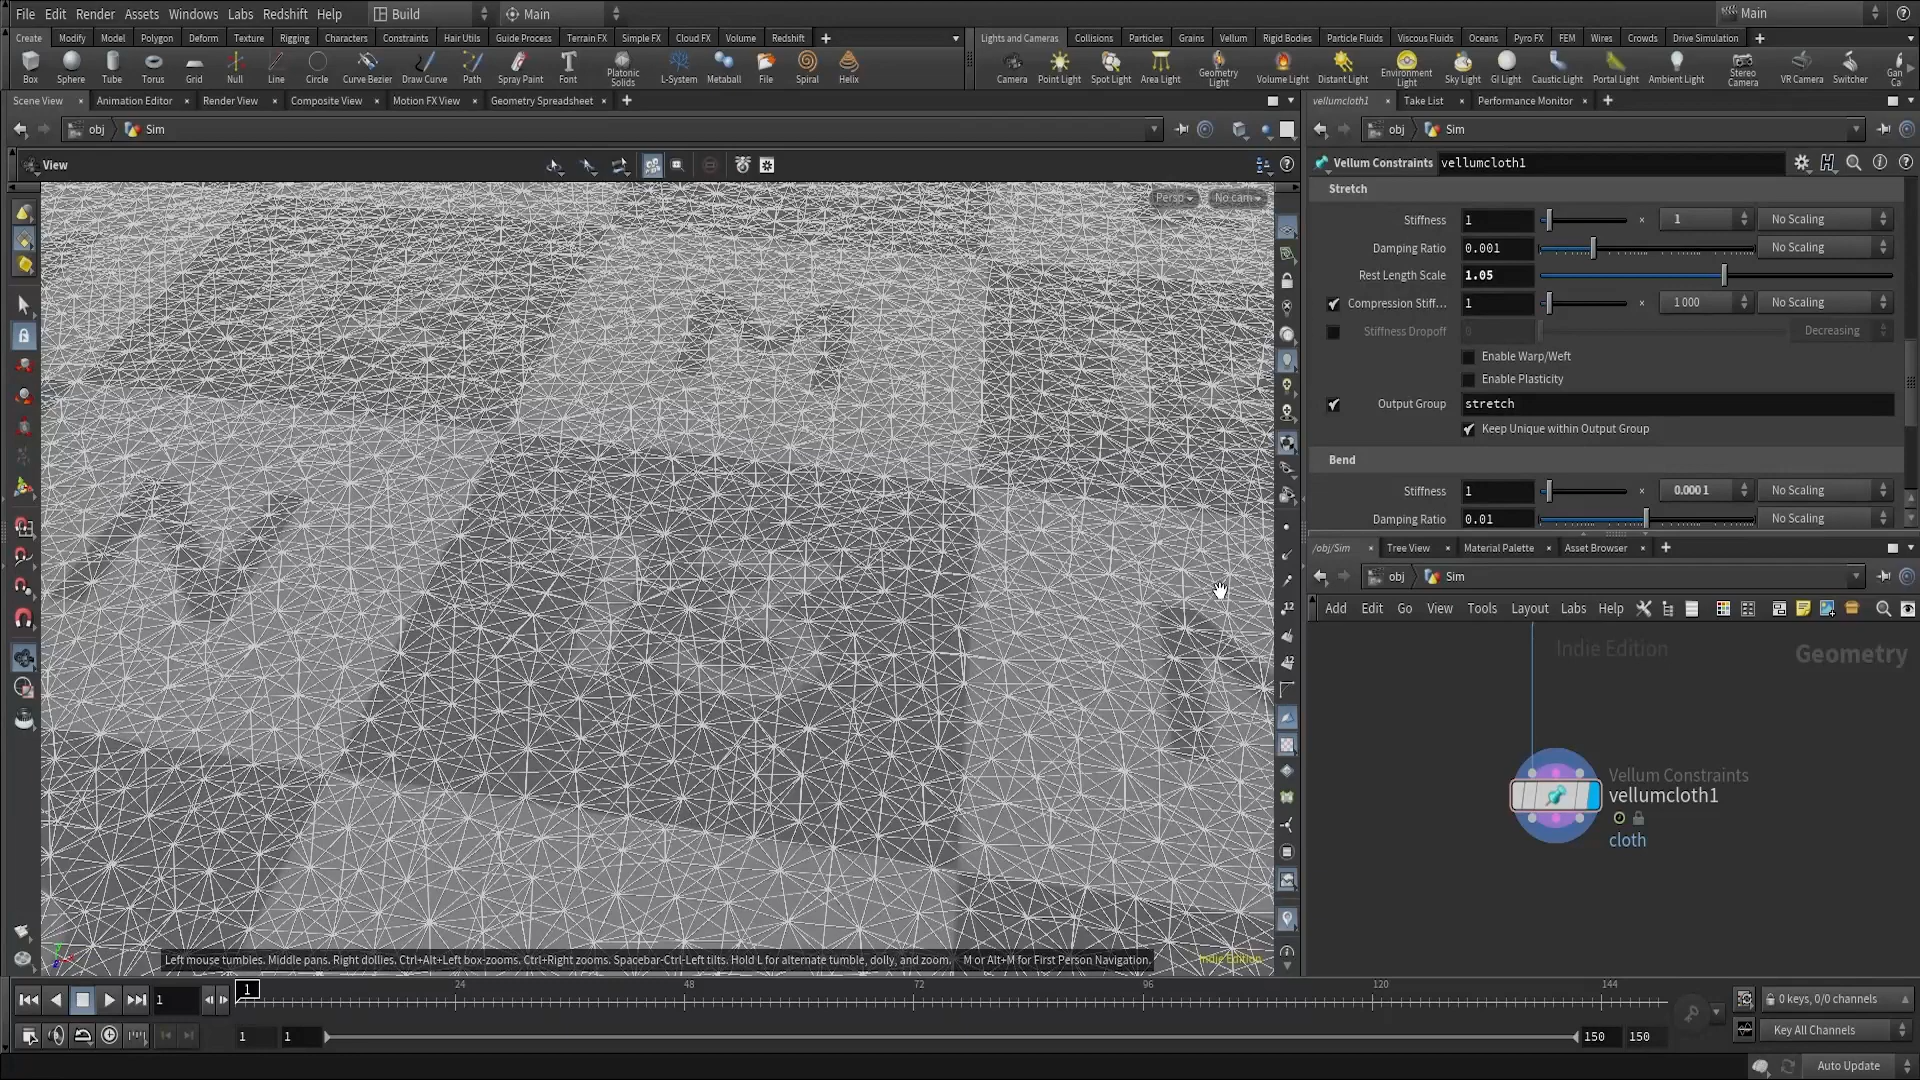 File Edit Render Assets Windows Labs Redshift Help Build Main Main
Create Modify Model Polygon Deform Texture Rigging Characters Constraints Hair Utils Guide Process Terrain FX Simple FX Cloud FX Volume Redshift
Lights and Cameras Collisions Particles Grains Vellum Rigid Bodies Particle Fluids Viscous Fluids Oceans Pyro FX FEM Wires Crowds Drive Simulation
Box Sphere Tube Torus Grid Null Line Circle Curve Bezier Draw Curve Path Spray Paint Font Platonic Solids L-System Metaball File Spiral Helix
Camera Point Light Spot Light Area Light Geometry Light Volume Light Distant Light Environment Light Sky Light GI Light Caustic Light Portal Light Ambient Light Stereo Camera VR Camera Switcher
Scene View Animation Editor Render View Composite View Motion FX View Geometry Spreadsheet
vellumcloth1 Take List Performance Monitor
obj Sim
obj Sim
View
Persp No cam
Vellum Constraints vellumcloth1
Stretch
Stiffness 1 × 1 No Scaling
Damping Ratio 0.001 No Scaling
Rest Length Scale 1.05
Compression Stiff... 1 × 1000 No Scaling
Stiffness Dropoff 0 Decreasing
Enable Warp/Weft
Enable Plasticity
Output Group stretch
Keep Unique within Output Group
Bend
Stiffness 1 × 0.0001 No Scaling
Damping Ratio 0.01 No Scaling
/obj/Sim Tree View Material Palette Asset Browser
obj Sim
Add Edit Go View Tools Layout Labs Help
Indie Edition Geometry
Vellum Constraints
vellumcloth1
cloth
Left mouse tumbles. Middle pans. Right dollies. Ctrl+Alt+Left box-zooms. Ctrl+Right zooms. Spacebar-Ctrl-Left tilts. Hold L for alternate tumble, dolly, and zoom. M or Alt+M for First Person Navigation.
Indie Edition
1 1 24 48 72 96 120 144
0 keys, 0/0 channels
1 1 150 150
Key All Channels
Auto Update